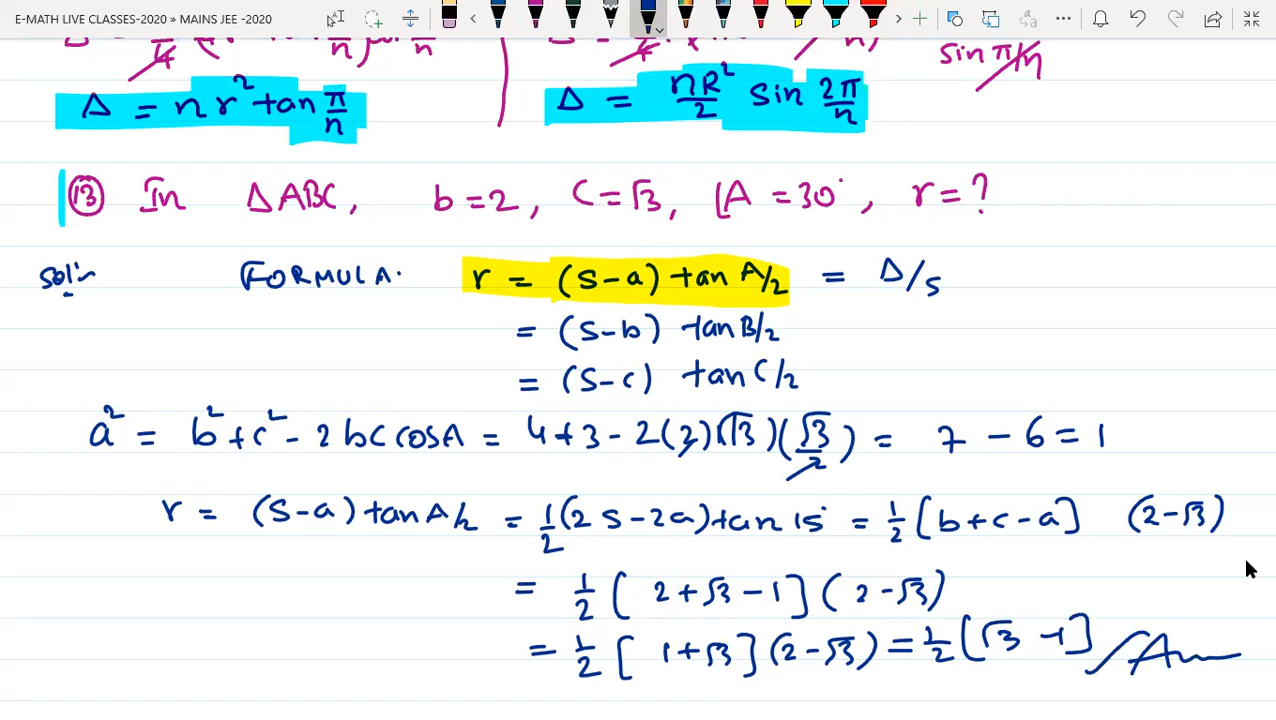 E-MATH LIVE CLASSES-2020 » MAINS JEE -2020
n n
sin π/n
Δ = n r² tan π/n Δ = nR²/2 sin 2π/n
⑬ In ΔABC, b=2, C=√3, ⌊A =30°, r=?
Sol'n FORMULA. r = (S-a) tan A/2 = Δ/s
= (S-b) tan B/2
= (S-c) tan C/2
a² = b²+c²-2bc cosA = 4+3-2(2)(√3)(√3/2) = 7-6=1
r = (S-a) tan A/2 = 1/2(2s-2a) tan 15° = 1/2[b+c-a] (2-√3)
= 1/2[2+√3-1](2-√3)
= 1/2[1+√3](2-√3) = 1/2[√3-1] Ans